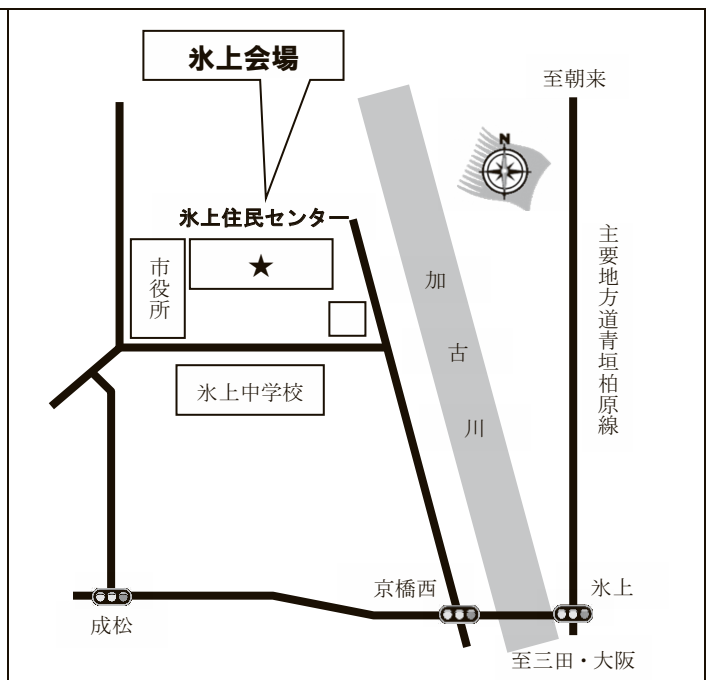 氷上会場
至朝来
N
氷上住民センター
★
市役所
主要地方道青垣柏原線
加古川
氷上中学校
京橋西
氷上
成松
至三田・大阪